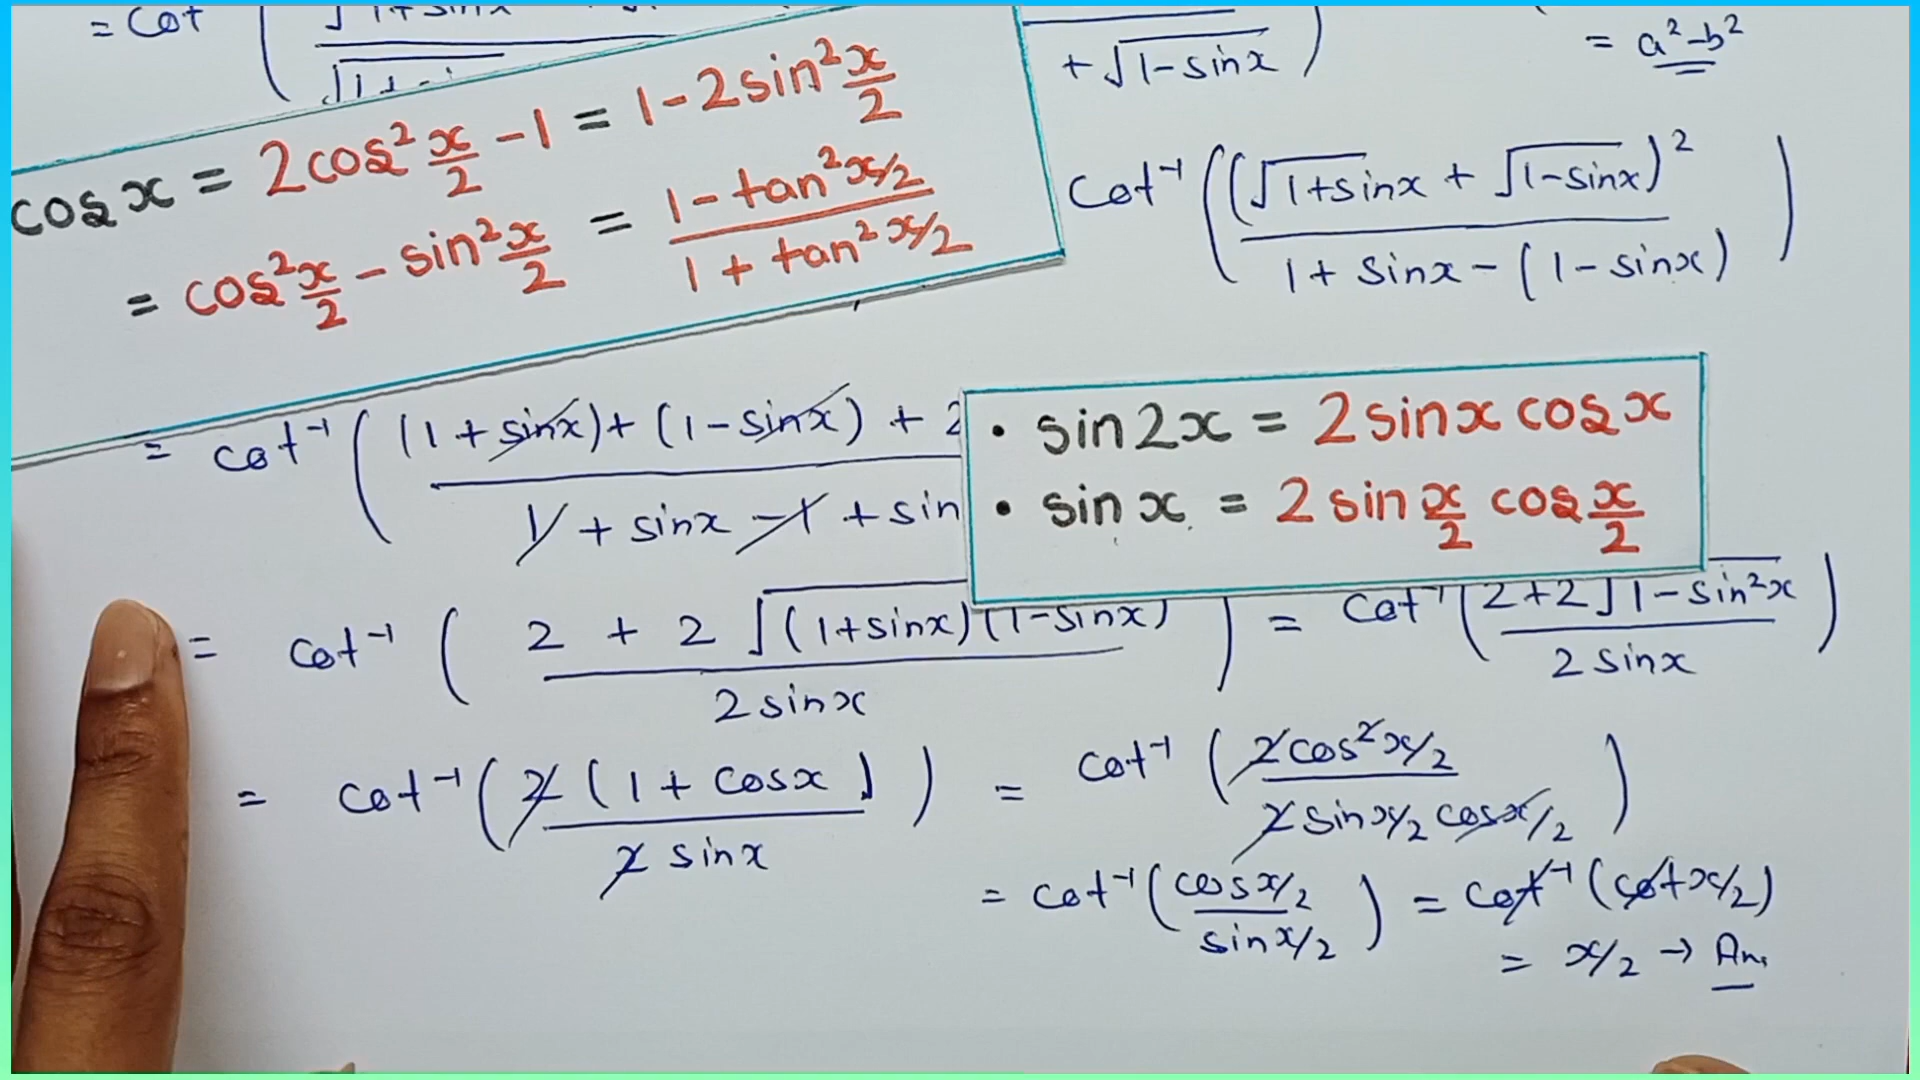 = cot ( √1+sinx
+ √1-sinx )
= a²-b²
cos x = 2cos² x/2 - 1 = 1 - 2sin² x/2
= cos² x/2 - sin² x/2 = (1 - tan² x/2)/(1 + tan² x/2)
cot⁻¹ ( (√1+sinx + √1-sinx)² / 1 + sinx - (1 - sinx) )
= cot⁻¹ ( (1 + sinx) + (1 - sinx) + 2 / 1 + sinx - 1 + sin
• sin2x = 2sinx cosx
• sin x = 2 sin x/2 cos x/2
= cot⁻¹ ( 2 + 2 √(1+sinx)(1-sinx) / 2sinx ) = cot⁻¹ ( 2+2√1-sin²x / 2sinx )
= cot⁻¹ ( 2(1 + cosx) / 2 sinx ) = cot⁻¹ ( 2cos² x/2 / 2sin x/2 cos x/2 )
= cot⁻¹ ( cos x/2 / sin x/2 ) = cot⁻¹ (cot x/2)
= x/2 → Ans